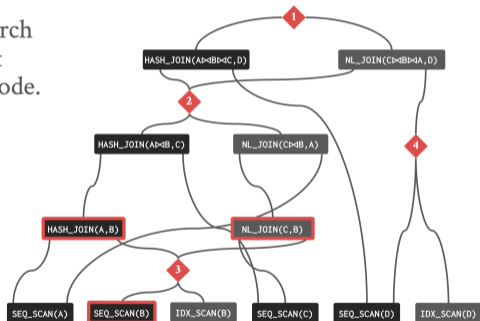 rch
t
ode.
1
HASH_JOIN(A⋈B⋈C,D)
NL_JOIN(C⋈B⋈A,D)
2
HASH_JOIN(A⋈B,C)
NL_JOIN(C⋈B,A)
4
HASH_JOIN(A,B)
NL_JOIN(C,B)
3
SEQ_SCAN(A)
SEQ_SCAN(B)
IDX_SCAN(B)
SEQ_SCAN(C)
SEQ_SCAN(D)
IDX_SCAN(D)